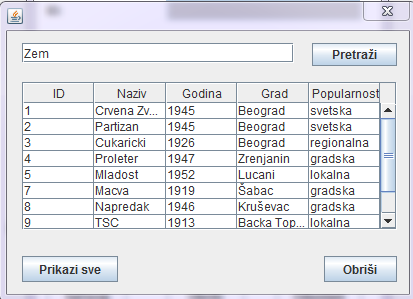 Zem Pretraži
ID Naziv Godina Grad Popularnost
1 Crvena Zv... 1945 Beograd svetska
2 Partizan 1945 Beograd svetska
3 Cukaricki 1926 Beograd regionalna
4 Proleter 1947 Zrenjanin gradska
5 Mladost 1952 Lucani lokalna
7 Macva 1919 Šabac gradska
8 Napredak 1946 Kruševac gradska
9 TSC 1913 Backa Top... lokalna
Prikazi sve Obriši